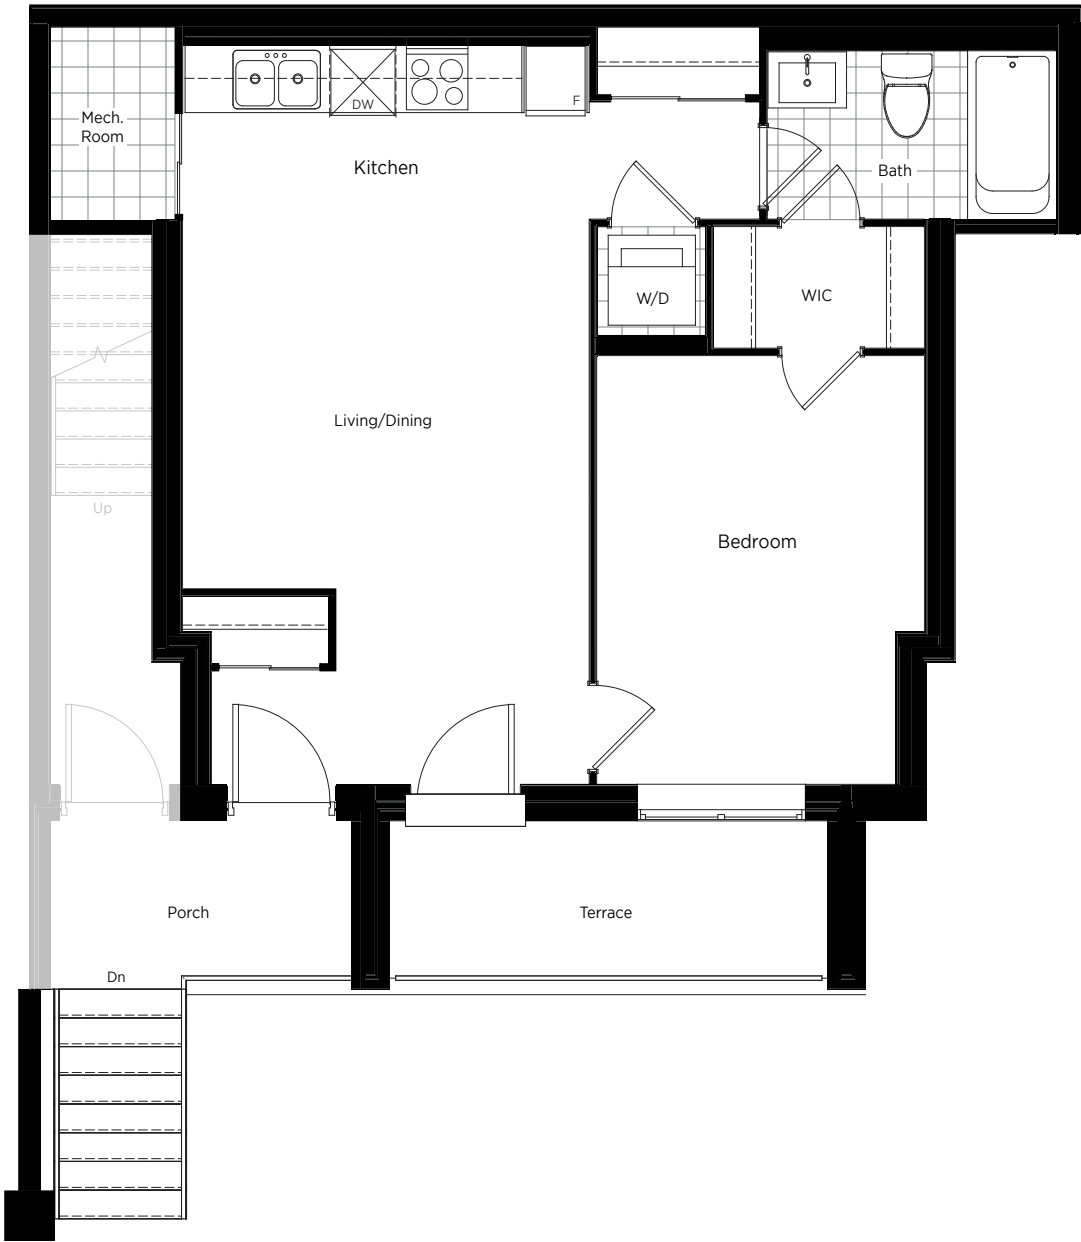 Mech.
Room
DW
F
Kitchen
Bath
W/D
WIC
Living/Dining
Up
Bedroom
Porch
Terrace
Dn